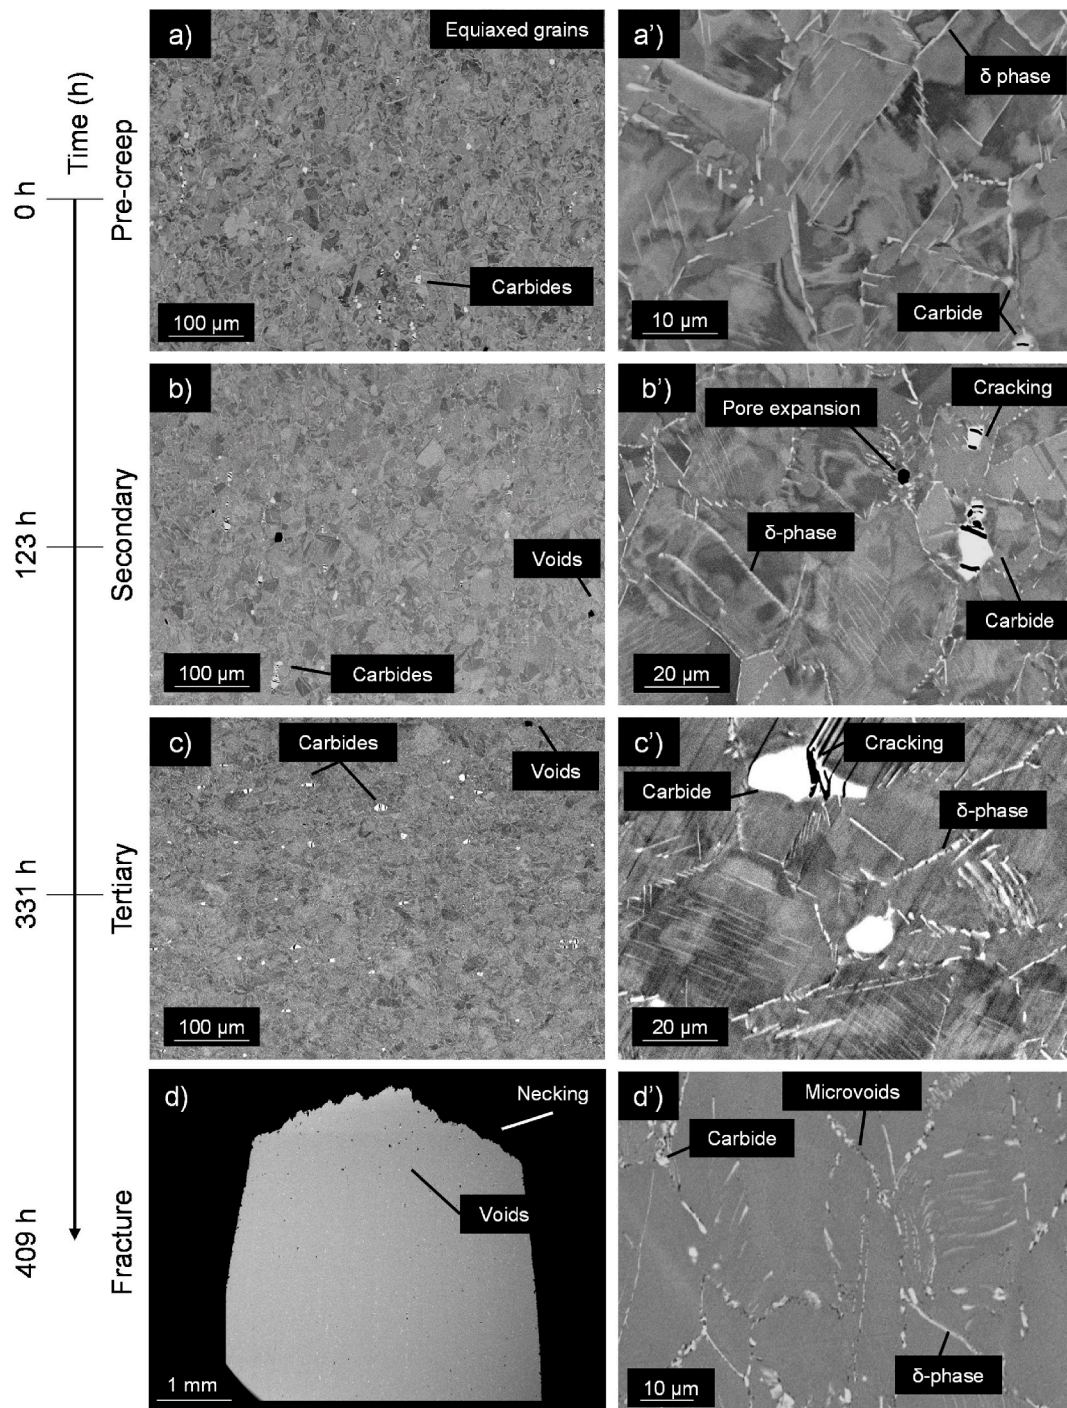 Time (h)
0 h
Pre-creep
a)
Equiaxed grains
Carbides
100 µm
a')
δ phase
Carbide
10 µm
123 h
Secondary
b)
Voids
Carbides
100 µm
b')
Cracking
Pore expansion
δ-phase
Carbide
20 µm
331 h
Tertiary
c)
Carbides
Voids
100 µm
c')
Cracking
Carbide
δ-phase
20 µm
409 h
Fracture
d)
Necking
Voids
1 mm
d')
Microvoids
Carbide
δ-phase
10 µm